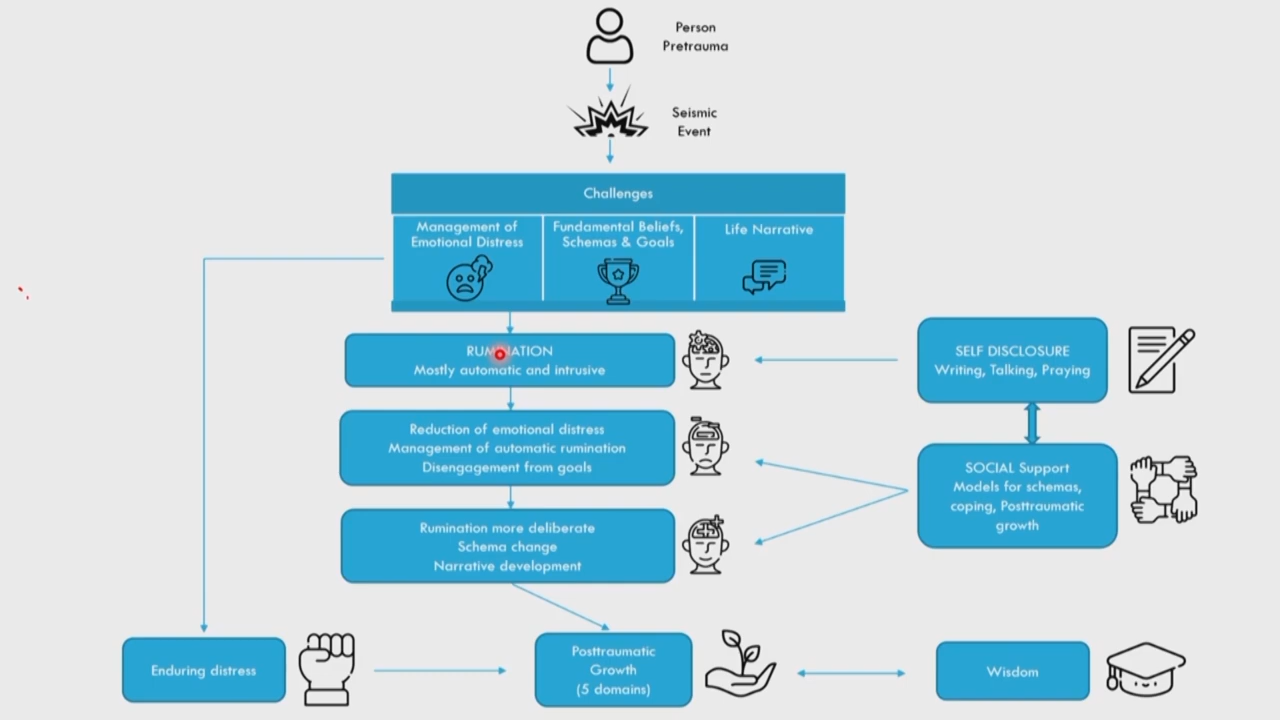 Person
Pretrauma
Seismic
Event
Challenges
Management of
Emotional Distress
Fundamental Beliefs,
Schemas & Goals
Life Narrative
RUMINATION
Mostly automatic and intrusive
SELF DISCLOSURE
Writing, Talking, Praying
Reduction of emotional distress
Management of automatic rumination
Disengagement from goals
SOCIAL Support
Models for schemas,
coping, Posttraumatic
growth
Rumination more deliberate
Schema change
Narrative development
Enduring distress
Posttraumatic
Growth
(5 domains)
Wisdom